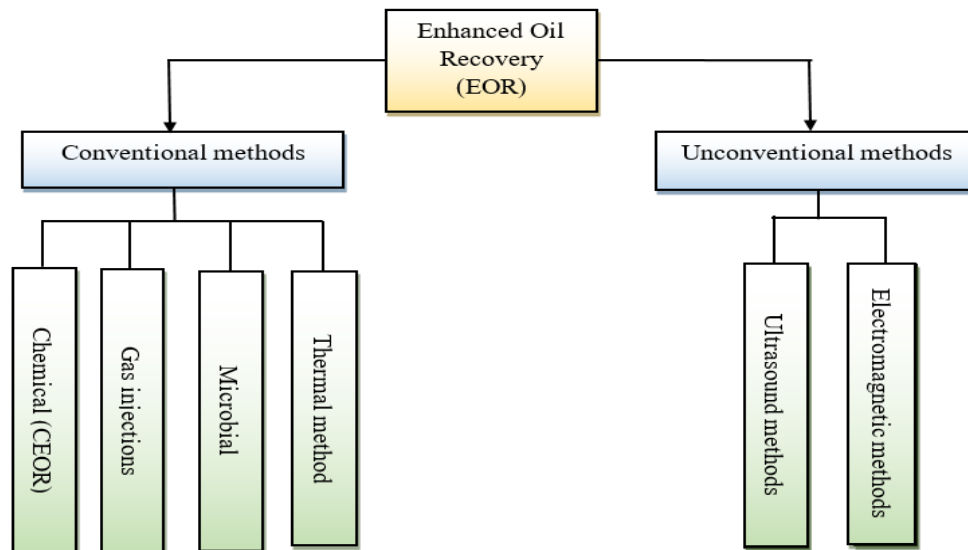 Enhanced Oil
Recovery
(EOR)
Conventional methods
Unconventional methods
Chemical (CEOR)
Gas injections
Microbial
Thermal method
Ultrasound methods
Electromagnetic methods